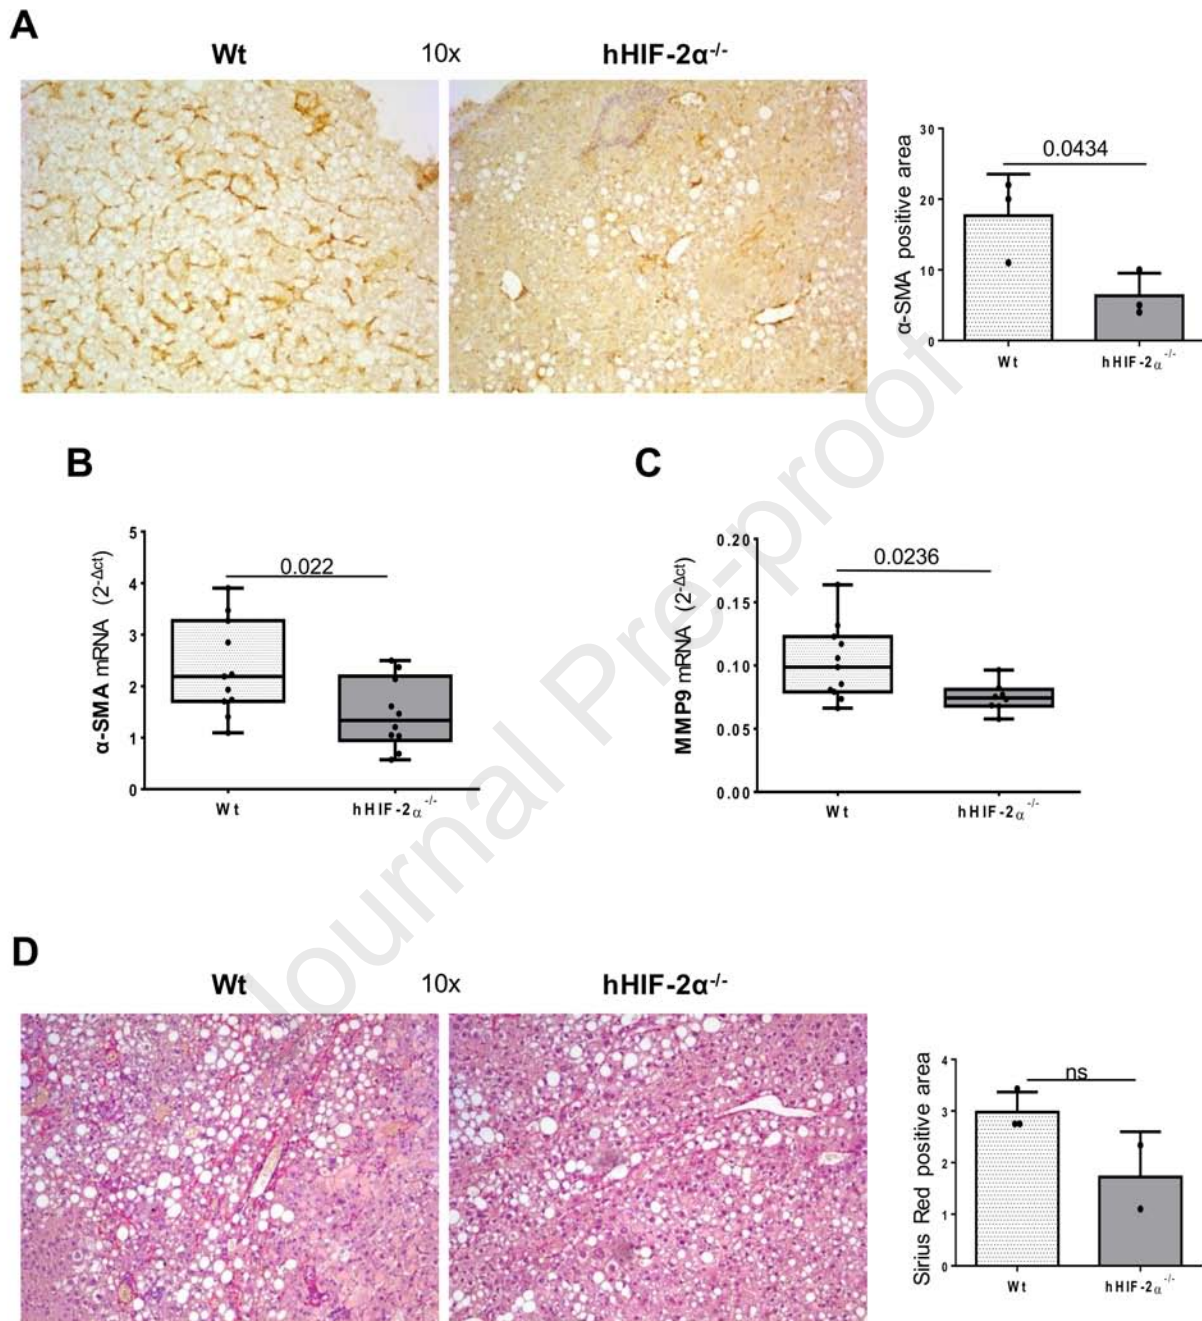 A
Wt 10x hHIF-2α⁻/⁻
α-SMA positive area
30
20
10
0
0.0434
Wt
hHIF-2α⁻/⁻
B
α-SMA mRNA (2⁻Δct)
5
4
3
2
1
0
0.022
Wt
hHIF-2α⁻/⁻
C
MMP9 mRNA (2⁻Δct)
0.20
0.15
0.10
0.05
0.00
0.0236
Wt
hHIF-2α⁻/⁻
D
Wt 10x hHIF-2α⁻/⁻
Sirius Red positive area
4
3
2
1
0
ns
Wt
hHIF-2α⁻/⁻
Journal Pre-proof